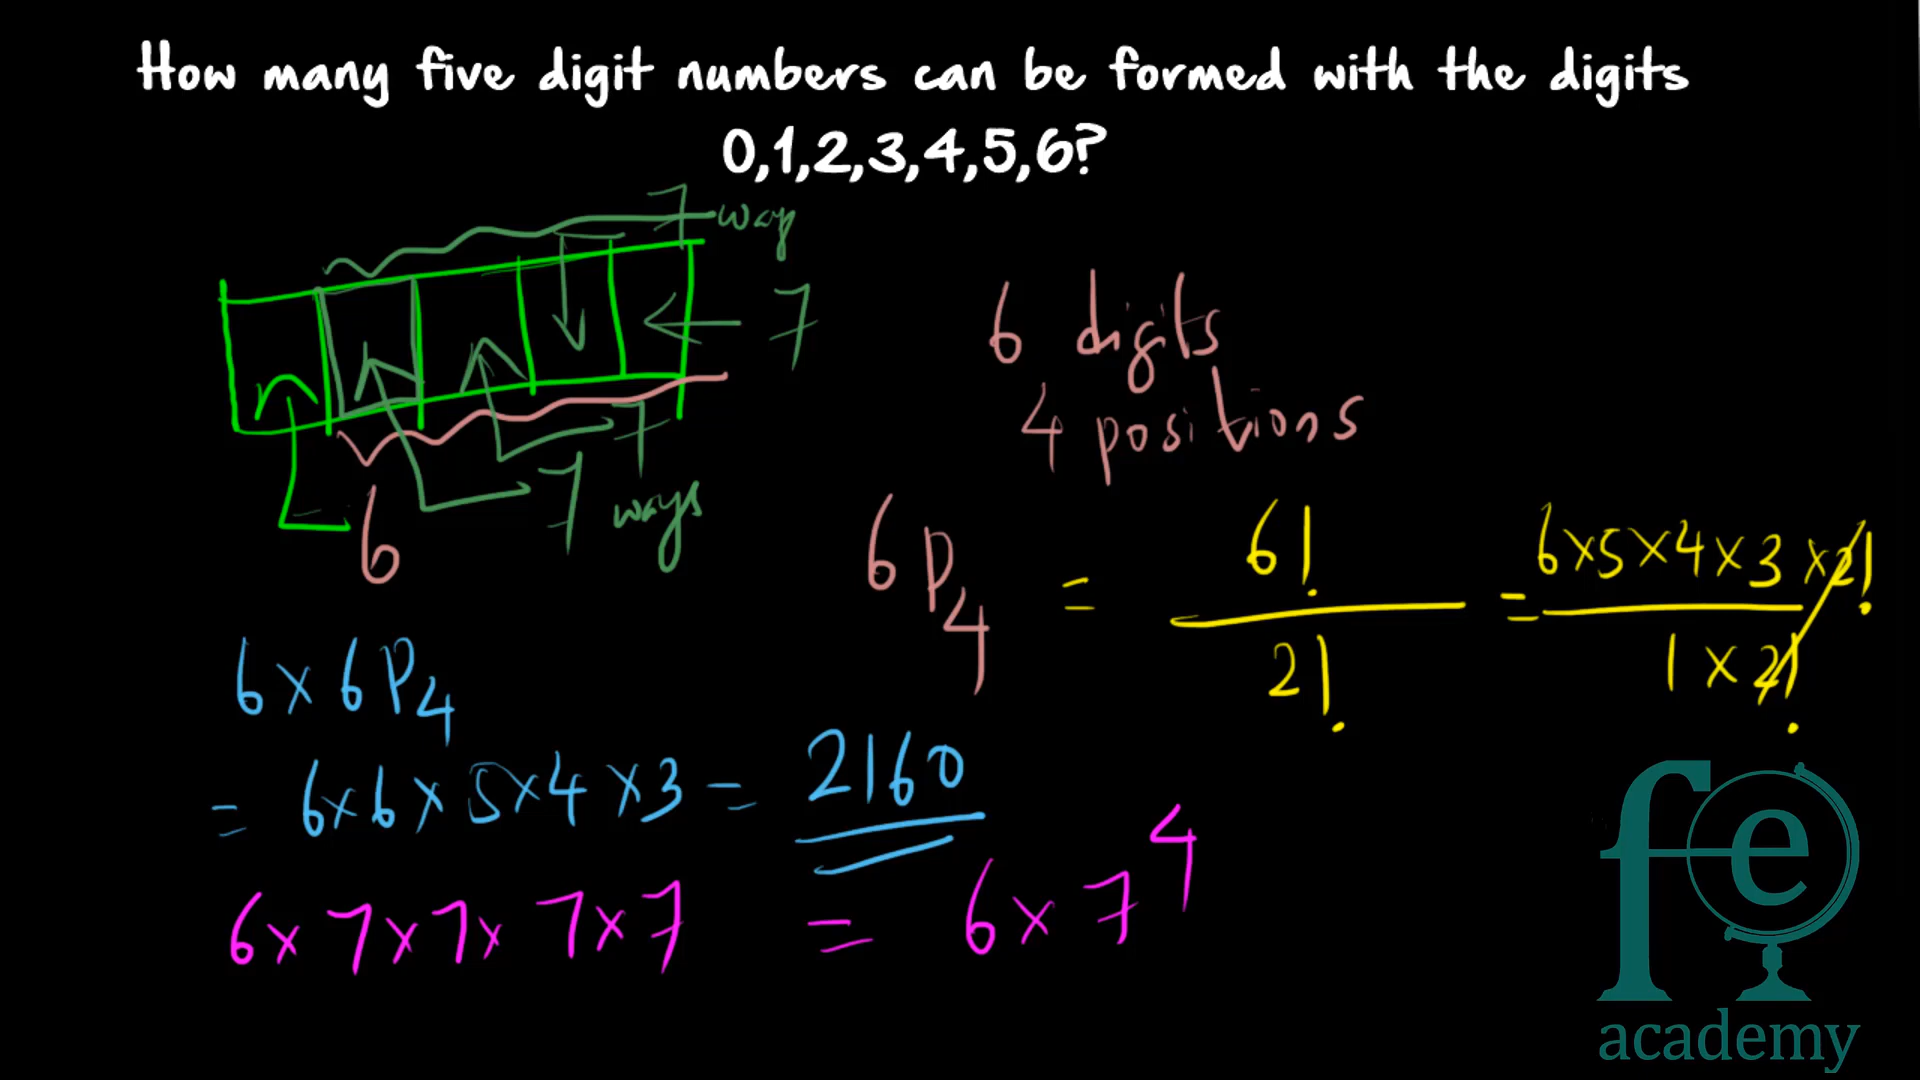 How many five digit numbers can be formed with the digits
0,1,2,3,4,5,6?
7 way
7
6 digits
4 positions
7
7 ways
6
6P4 = 6!/2! = 6×5×4×3×2!/1×2!
6×6P4
= 6×6×5×4×3 = 2160
6×7×7×7×7 = 6×7^4
fe
academy